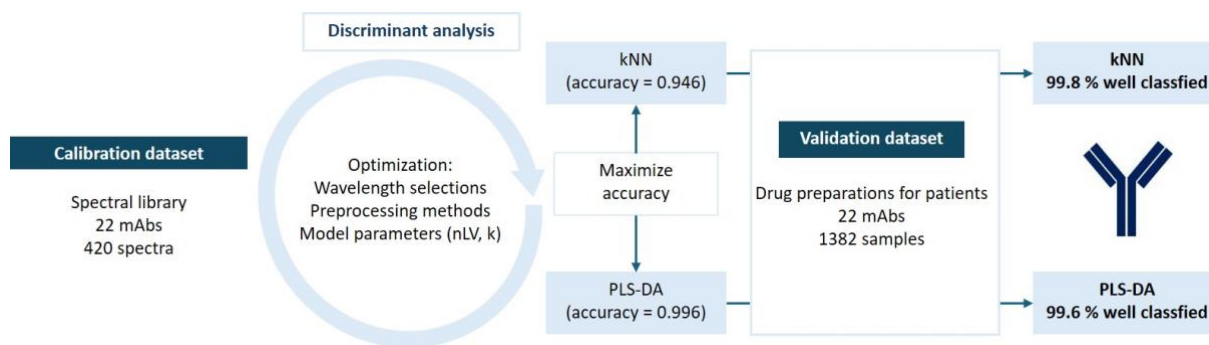 Discriminant analysis
Calibration dataset
Spectral library
22 mAbs
420 spectra
Optimization:
Wavelength selections
Preprocessing methods
Model parameters (nLV, k)
kNN
(accuracy = 0.946)
Maximize
accuracy
PLS-DA
(accuracy = 0.996)
Validation dataset
Drug preparations for patients
22 mAbs
1382 samples
kNN
99.8 % well classfied
PLS-DA
99.6 % well classfied